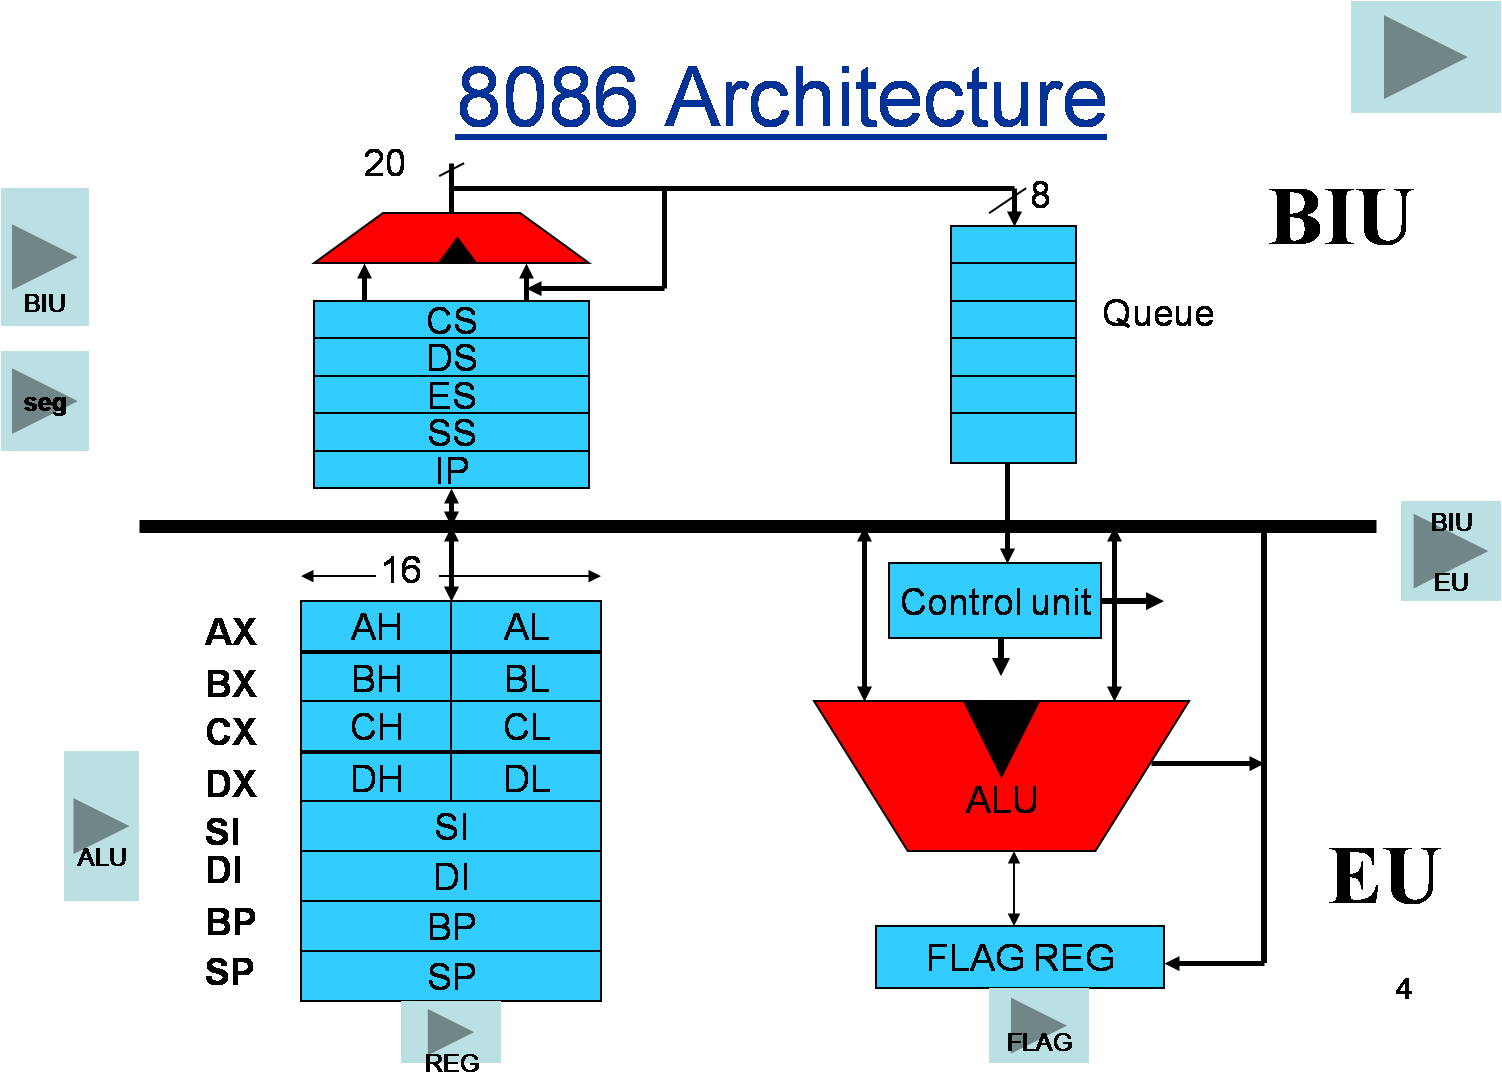 8086 Architecture
20
8
BIU
BIU
seg
CS
DS
ES
SS
IP
Queue
BIU
EU
16
Control unit
AX
AH
AL
BX
BH
BL
CX
CH
CL
DX
DH
DL
SI
SI
DI
DI
BP
BP
SP
SP
ALU
ALU
EU
FLAG REG
4
REG
FLAG